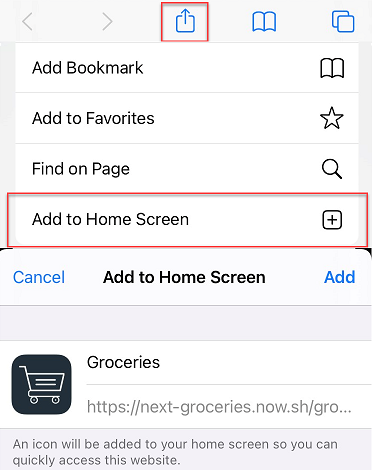 Add Bookmark
Add to Favorites
Find on Page
Add to Home Screen
Cancel Add to Home Screen Add
Groceries
https://next-groceries.now.sh/gro...
An icon will be added to your home screen so you can
quickly access this website.